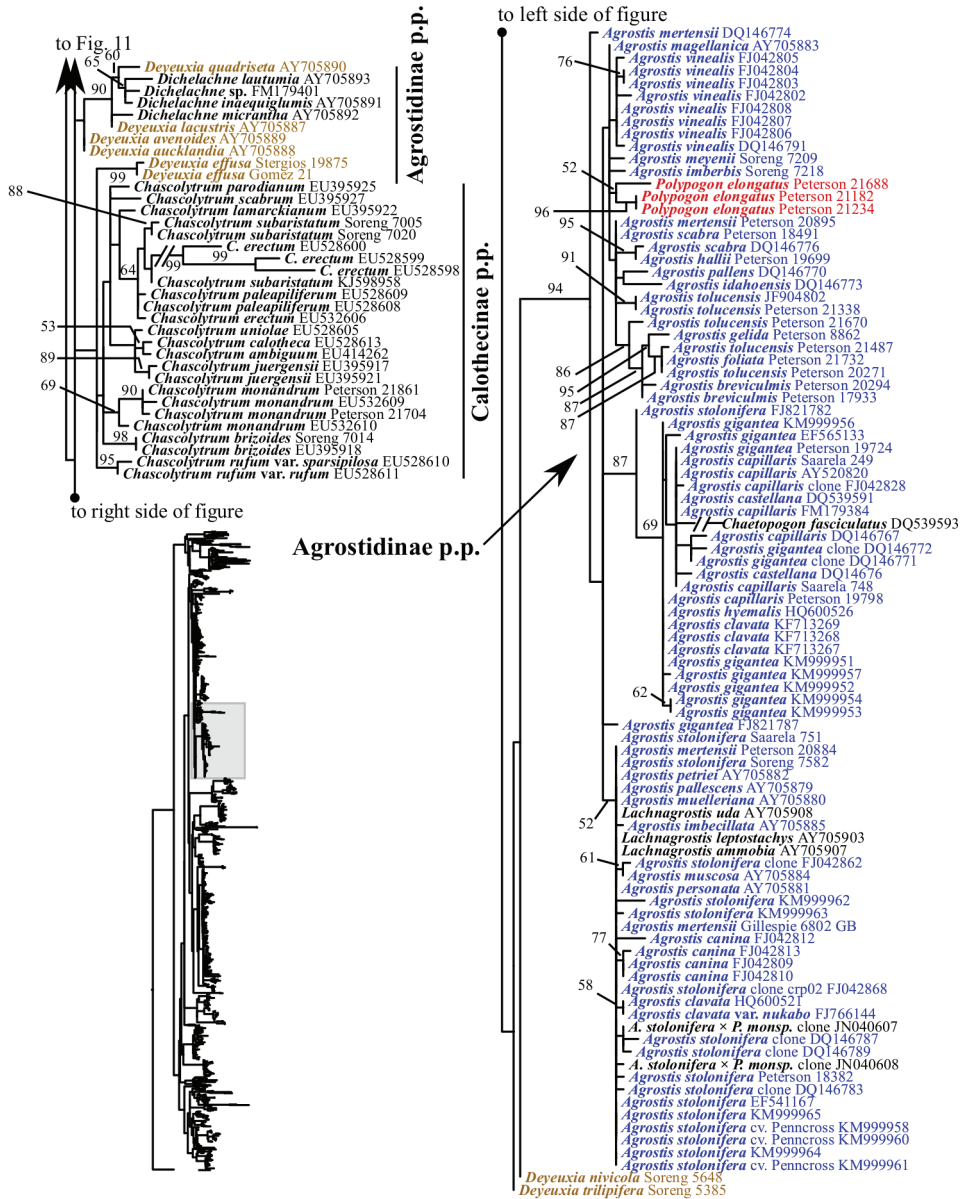 to Fig. 11
60
65
Deyeuxia quadriseta AY705890
Dichelachne lautumia AY705893
Dichelachne sp. FM179401
90
Dichelachne inaequiglumis AY705891
Dichelachne micrantha AY705892
Deyeuxia lacustris AY705887
Deyeuxia avenoides AY705889
Deyeuxia aucklandia AY705888
Deyeuxia effusa Stergios 19875
99
Deyeuxia effusa Gomez 21
Agrostidinae p.p.
88
Chascolytrum parodianum EU395925
Chascolytrum scabrum EU395927
Chascolytrum lamarckianum EU395922
Chascolytrum subaristatum Soreng 7005
Chascolytrum subaristatum Soreng 7020
C. erectum EU528600
99
99
C. erectum EU528599
64
C. erectum EU528598
Chascolytrum subaristatum KJ598958
Chascolytrum paleapiliferum EU528609
Chascolytrum paleapiliferum EU528608
Chascolytrum erectum EU532606
53
Chascolytrum uniolae EU528605
Chascolytrum calotheca EU528613
Chascolytrum ambiguum EU414262
89
Chascolytrum juergensii EU395917
Chascolytrum juergensii EU395921
69
90
Chascolytrum monandrum Peterson 21861
Chascolytrum monandrum EU532609
Chascolytrum monandrum Peterson 21704
Chascolytrum monandrum EU532610
98
Chascolytrum brizoides Soreng 7014
Chascolytrum brizoides EU395918
95
Chascolytrum rufum var. sparsipilosa EU528610
Chascolytrum rufum var. rufum EU528611
Calothecinae p.p.
to right side of figure
Agrostidinae p.p.
to left side of figure
Agrostis mertensii DQ146774
Agrostis magellanica AY705883
76
Agrostis vinealis FJ042805
Agrostis vinealis FJ042804
Agrostis vinealis FJ042803
Agrostis vinealis FJ042802
Agrostis vinealis FJ042808
Agrostis vinealis FJ042807
Agrostis vinealis FJ042806
Agrostis vinealis DQ146791
Agrostis meyenii Soreng 7209
52
Agrostis imberbis Soreng 7218
Polypogon elongatus Peterson 21688
Polypogon elongatus Peterson 21182
96
Polypogon elongatus Peterson 21234
95
Agrostis mertensii Peterson 20895
Agrostis scabra Peterson 18491
Agrostis scabra DQ146776
91
Agrostis hallii Peterson 19699
Agrostis pallens DQ146770
Agrostis idahoensis DQ146773
94
Agrostis tolucensis JF904802
Agrostis tolucensis Peterson 21338
Agrostis tolucensis Peterson 21670
Agrostis gelida Peterson 8862
Agrostis tolucensis Peterson 21487
86
Agrostis foliata Peterson 21732
Agrostis tolucensis Peterson 20271
95
Agrostis breviculmis Peterson 20294
87
Agrostis breviculmis Peterson 17933
87
Agrostis stolonifera FJ821782
Agrostis gigantea KM999956
Agrostis gigantea EF565133
Agrostis gigantea Peterson 19724
87
Agrostis capillaris Saarela 249
Agrostis capillaris AY520820
Agrostis capillaris clone FJ042828
Agrostis castellana DQ539591
Agrostis capillaris FM179384
69
Chaetopogon fasciculatus DQ539593
Agrostis capillaris DQ146767
Agrostis gigantea clone DQ146772
Agrostis gigantea clone DQ146771
Agrostis castellana DQ14676
Agrostis capillaris Saarela 748
Agrostis capillaris Peterson 19798
Agrostis hyemalis HQ600526
Agrostis clavata KF713269
Agrostis clavata KF713268
Agrostis clavata KF713267
Agrostis gigantea KM999951
Agrostis gigantea KM999957
62
Agrostis gigantea KM999952
Agrostis gigantea KM999954
Agrostis gigantea KM999953
Agrostis gigantea FJ821787
Agrostis stolonifera Saarela 751
Agrostis mertensii Peterson 20884
Agrostis stolonifera Soreng 7582
Agrostis petriei AY705882
Agrostis pallescens AY705879
Agrostis muelleriana AY705880
Lachnagrostis uda AY705908
52
Agrostis imbecillata AY705885
Lachnagrostis leptostachys AY705903
Lachnagrostis ammobia AY705907
61
Agrostis stolonifera clone FJ042862
Agrostis muscosa AY705884
Agrostis personata AY705881
Agrostis stolonifera KM999962
Agrostis stolonifera KM999963
Agrostis mertensii Gillespie 6802 GB
77
Agrostis canina FJ042812
Agrostis canina FJ042813
Agrostis canina FJ042809
Agrostis canina FJ042810
58
Agrostis stolonifera clone crp02 FJ042868
Agrostis clavata HQ600521
Agrostis clavata var. nukabo FJ766144
A. stolonifera × P. monsp. clone JN040607
Agrostis stolonifera clone DQ146787
Agrostis stolonifera clone DQ146789
A. stolonifera × P. monsp. clone JN040608
Agrostis stolonifera Peterson 18382
Agrostis stolonifera clone DQ146783
Agrostis stolonifera EF541167
Agrostis stolonifera KM999965
Agrostis stolonifera cv. Penncross KM999958
Agrostis stolonifera cv. Penncross KM999960
Agrostis stolonifera KM999964
Agrostis stolonifera cv. Penncross KM999961
Deyeuxia nivicola Soreng 5648
Deyeuxia trilipifera Soreng 5385